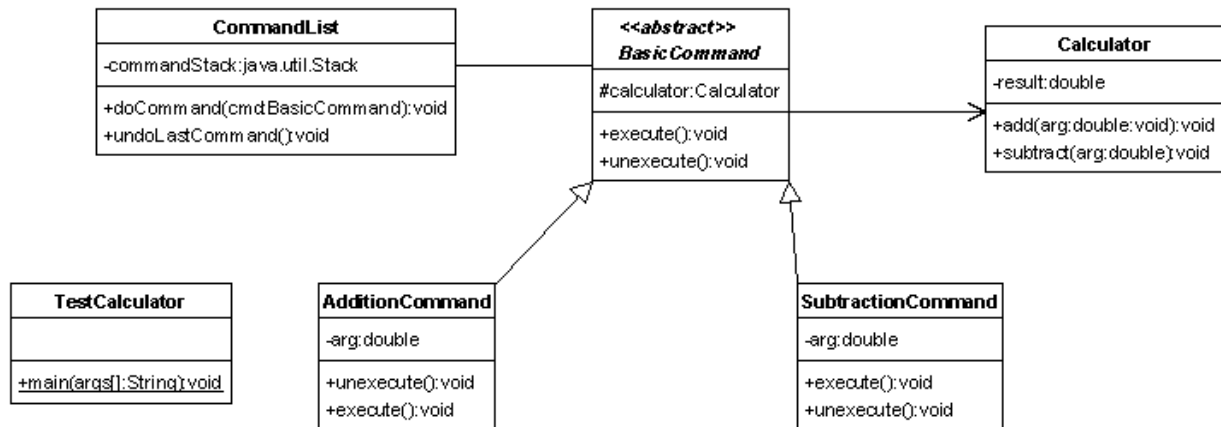 CommandList
-commandStack:java.util.Stack
+doCommand(cmd:BasicCommand):void
+undoLastCommand():void
<<abstract>>
BasicCommand
#calculator:Calculator
+execute():void
+unexecute():void
Calculator
-result:double
+add(arg:double:void):void
+subtract(arg:double):void
TestCalculator
+main(args[]:String):void
AdditionCommand
-arg:double
+unexecute():void
+execute():void
SubtractionCommand
-arg:double
+execute():void
+unexecute():void